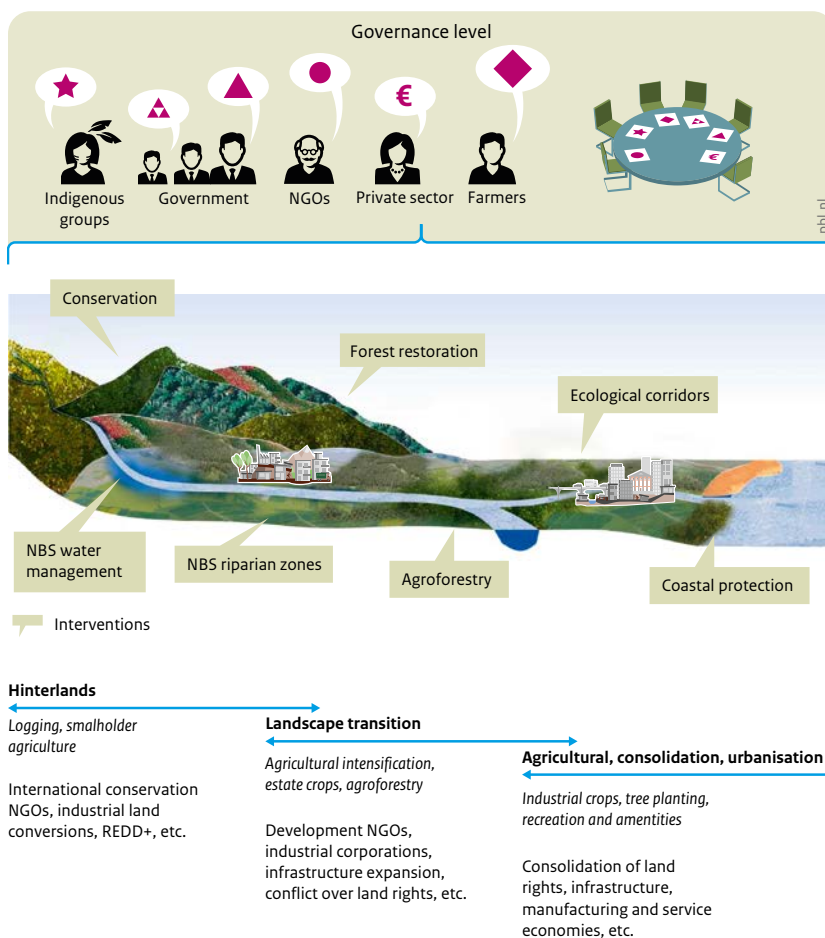 Governance level
€
€
Indigenous
groups
Government
NGOs
Private sector
Farmers
pbl.nl
Conservation
Forest restoration
Ecological corridors
NBS water
management
NBS riparian zones
Agroforestry
Coastal protection
Interventions
Hinterlands
Logging, smalholder
agriculture
International conservation
NGOs, industrial land
conversions, REDD+, etc.
Landscape transition
Agricultural intensification,
estate crops, agroforestry
Development NGOs,
industrial corporations,
infrastructure expansion,
conflict over land rights, etc.
Agricultural, consolidation, urbanisation
Industrial crops, tree planting,
recreation and amentities
Consolidation of land
rights, infrastructure,
manufacturing and service
economies, etc.